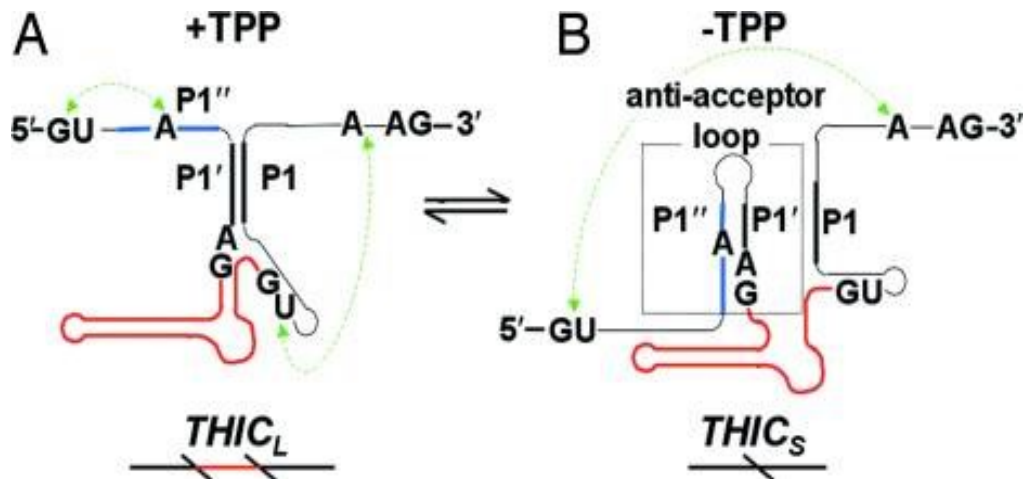 A +TPP
5'-GU A P1'' A AG-3'
P1' P1
A
G G
U
THIC_L
B -TPP
anti-acceptor
loop
A AG-3'
P1'' P1' P1
A A
G GU
5'-GU
THIC_S